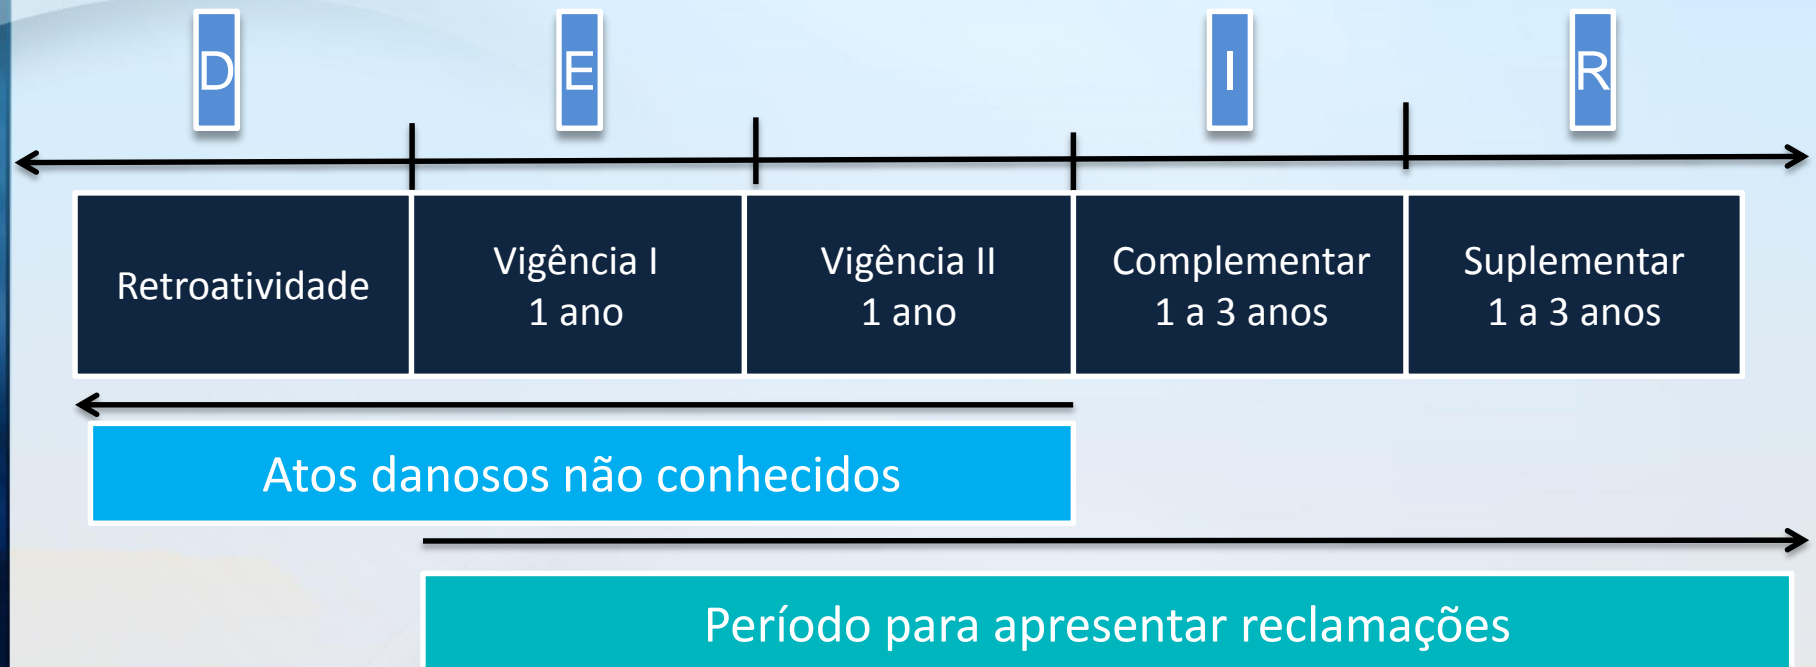 D
E
I
R
Retroatividade
Vigência I
1 ano
Vigência II
1 ano
Complementar
1 a 3 anos
Suplementar
1 a 3 anos
Atos danosos não conhecidos
Período para apresentar reclamações